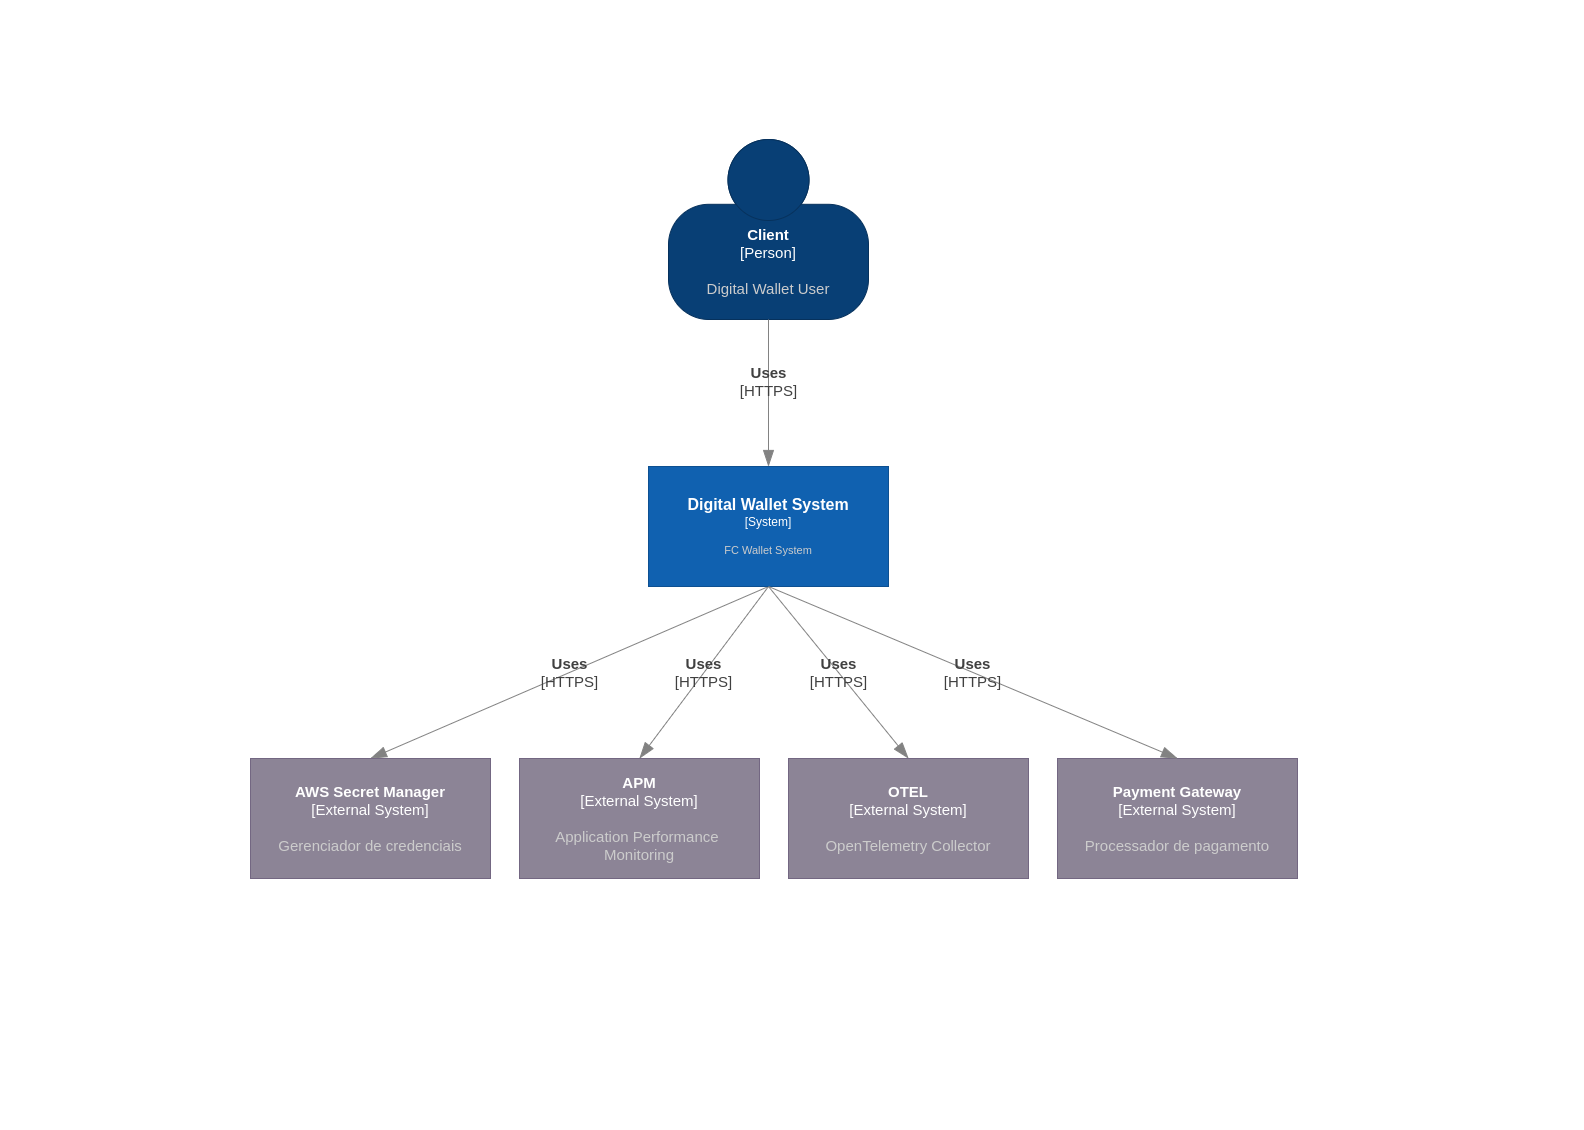 Client
[Person]
Digital Wallet User
Uses
[HTTPS]
Digital Wallet System
[System]
FC Wallet System
Uses
[HTTPS]
Uses
[HTTPS]
Uses
[HTTPS]
Uses
[HTTPS]
AWS Secret Manager
[External System]
Gerenciador de credenciais
APM
[External System]
Application Performance
Monitoring
OTEL
[External System]
OpenTelemetry Collector
Payment Gateway
[External System]
Processador de pagamento